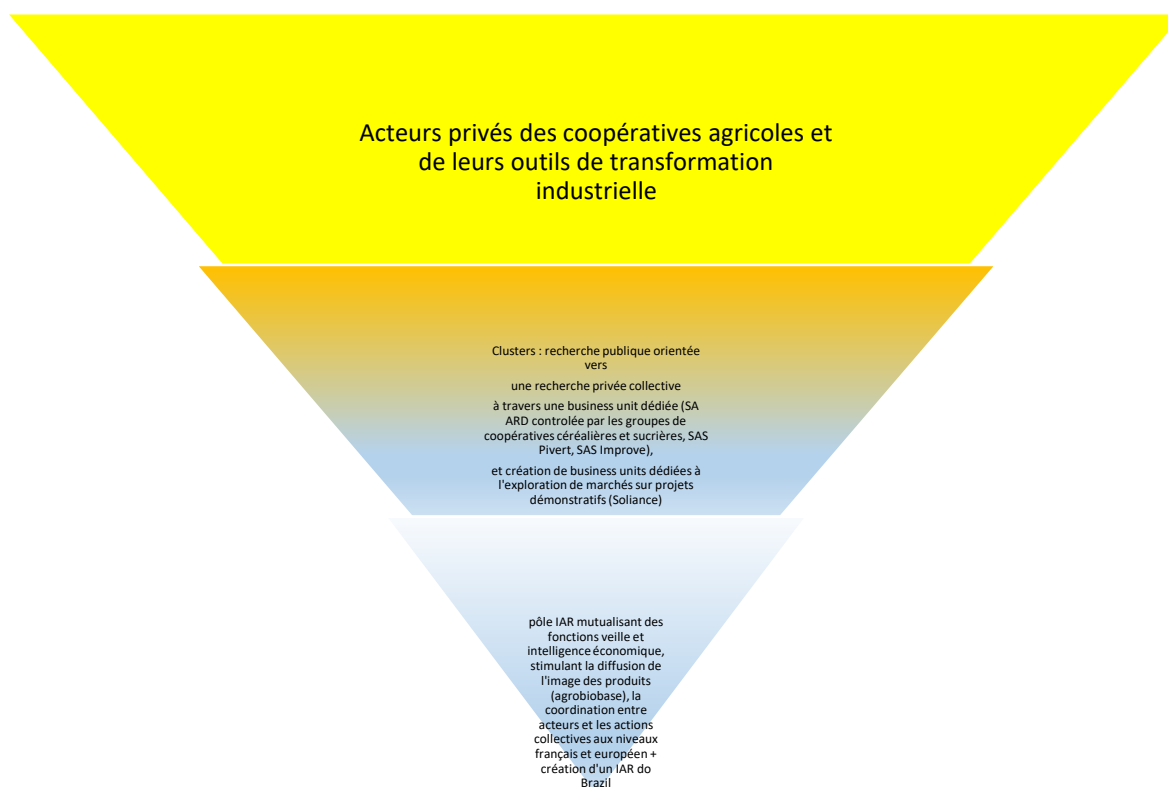 Acteurs privés des coopératives agricoles et
de leurs outils de transformation
industrielle
Clusters : recherche publique orientée
vers
une recherche privée collective
à travers une business unit dédiée (SA
ARD controlée par les groupes de
coopératives céréalières et sucrières, SAS
Pivert, SAS Improve),
et création de business units dédiées à
l'exploration de marchés sur projets
démonstratifs (Soliance)
pôle IAR mutualisant des
fonctions veille et
intelligence économique,
stimulant la diffusion de
l'image des produits
(agrobiobase), la
coordination entre
acteurs et les actions
collectives aux niveaux
français et européen +
création d'un IAR do
Brazil